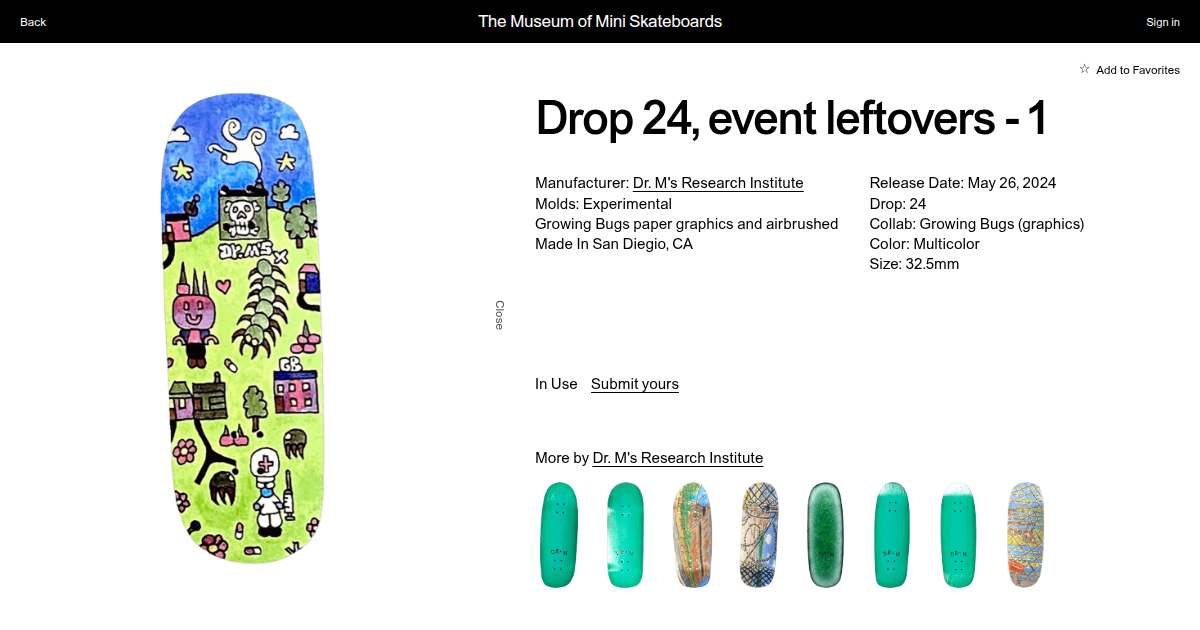 Back
The Museum of Mini Skateboards
Sign in
☆ Add to Favorites
Drop 24, event leftovers - 1
Manufacturer: Dr. M's Research Institute
Molds: Experimental
Growing Bugs paper graphics and airbrushed
Made In San Diegio, CA
Release Date: May 26, 2024
Drop: 24
Collab: Growing Bugs (graphics)
Color: Multicolor
Size: 32.5mm
DR.M'S X
GB
Close
In Use Submit yours
More by Dr. M's Research Institute